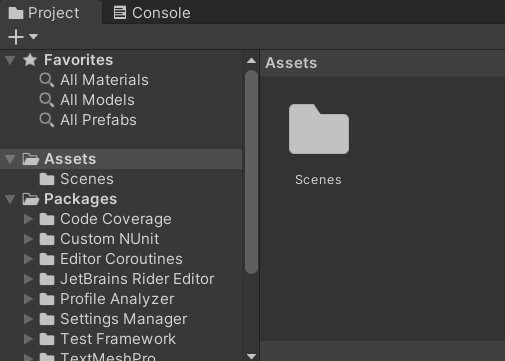 Project
Console
Favorites
All Materials
All Models
All Prefabs
Assets
Scenes
Packages
Code Coverage
Custom NUnit
Editor Coroutines
JetBrains Rider Editor
Profile Analyzer
Settings Manager
Test Framework
TextMeshPro
Assets
Scenes